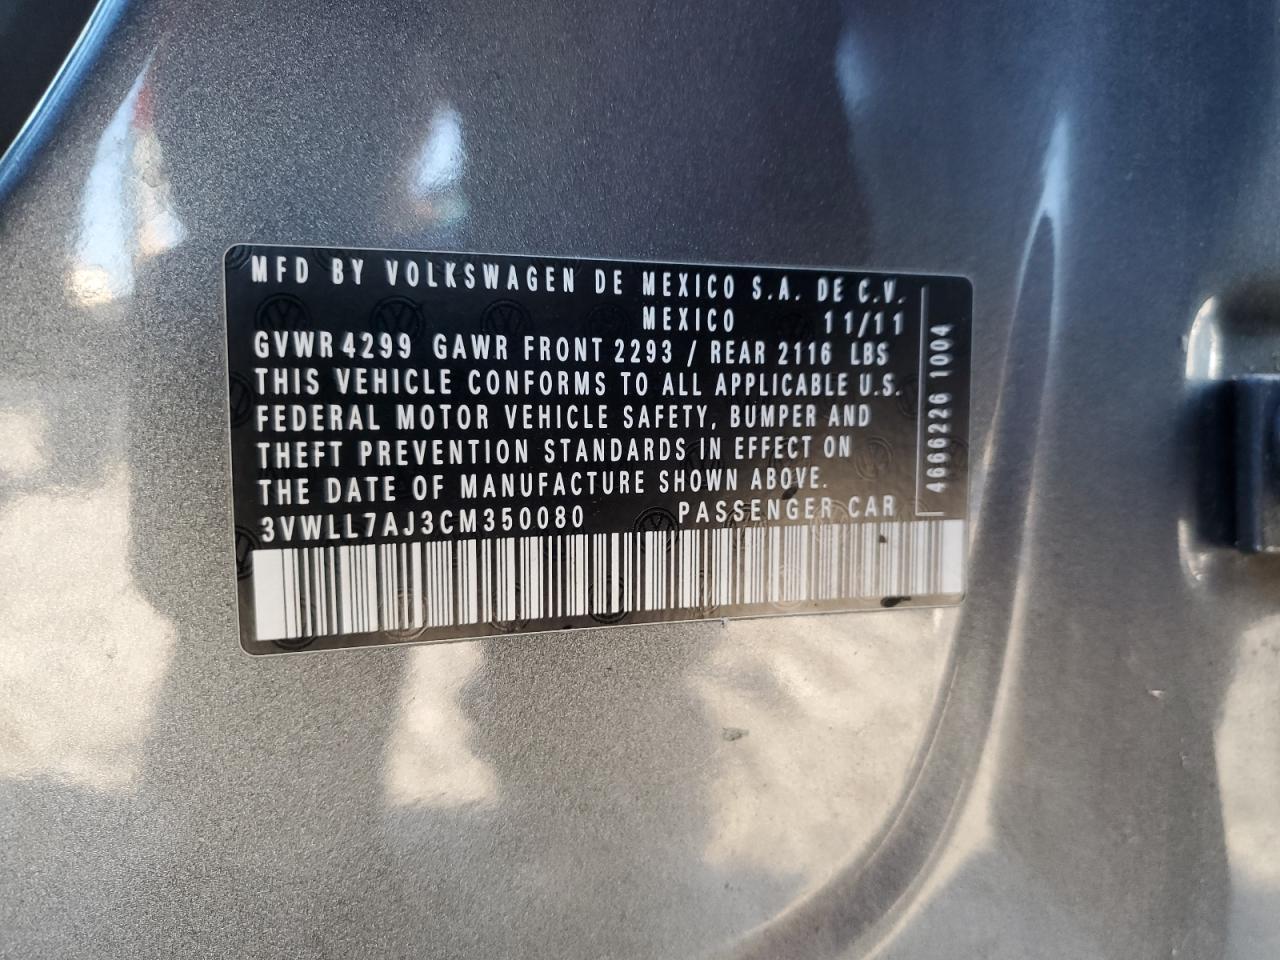 MFD BY VOLKSWAGEN DE MEXICO S.A. DE C.V.
MEXICO 11/11
GVWR 4299 GAWR FRONT 2293 / REAR 2116 LBS
THIS VEHICLE CONFORMS TO ALL APPLICABLE U.S.
FEDERAL MOTOR VEHICLE SAFETY, BUMPER AND
THEFT PREVENTION STANDARDS IN EFFECT ON
THE DATE OF MANUFACTURE SHOWN ABOVE.
3VWLL7AJ3CM350080 PASSENGER CAR
4666226 1004